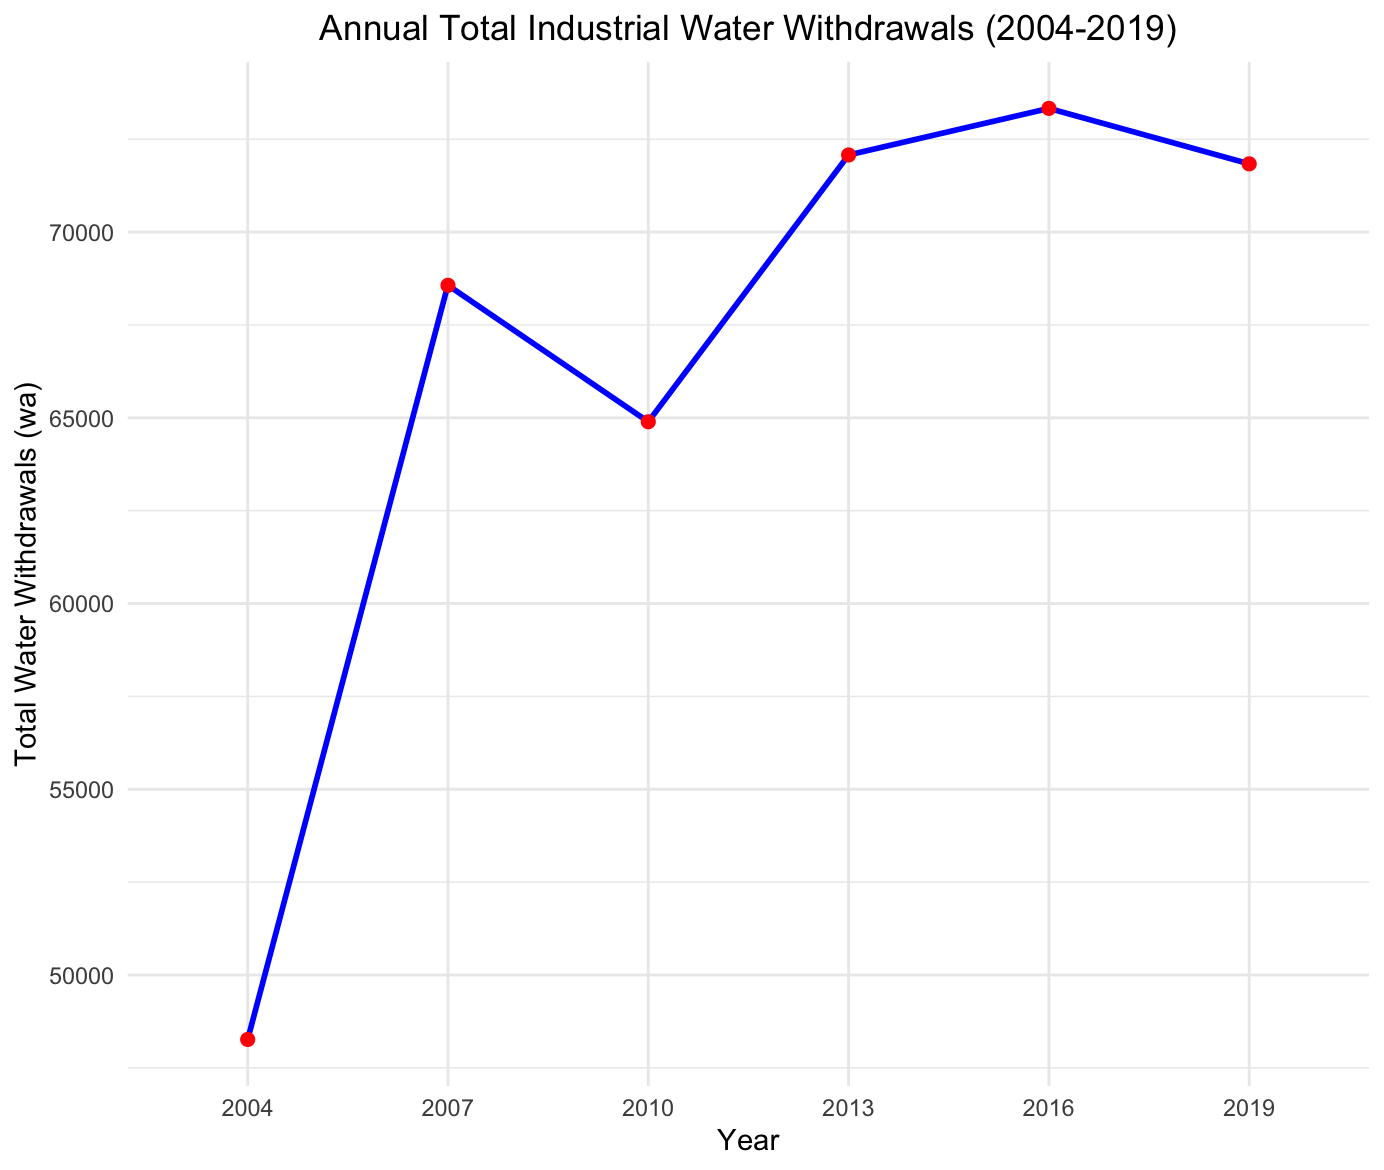 Annual Total Industrial Water Withdrawals (2004-2019)
Total Water Withdrawals (wa)
70000
65000
60000
55000
50000
2004 2007 2010 2013 2016 2019
Year